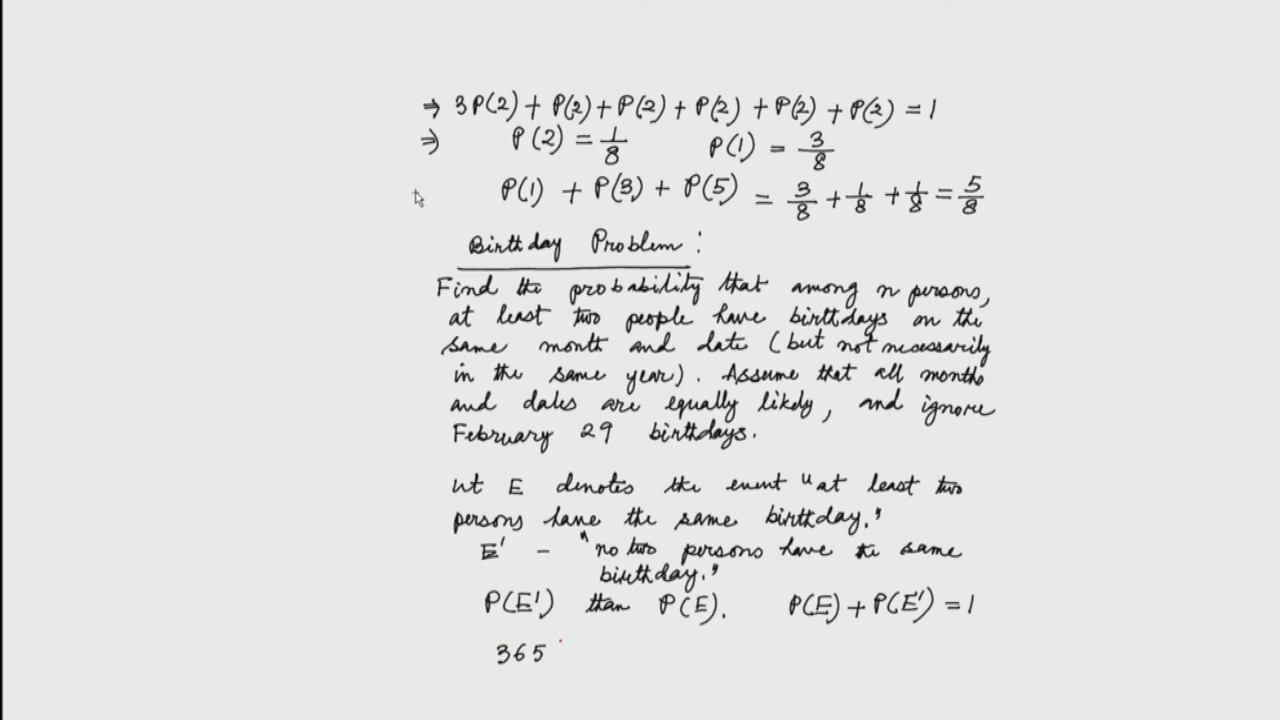 ⇒ 3P(2) + P(2) + P(2) + P(2) + P(2) + P(2) = 1
⇒ P(2) = 1/8 P(1) = 3/8
P(1) + P(3) + P(5) = 3/8 + 1/8 + 1/8 = 5/8
Birthday Problem :
Find the probability that among n persons,
at least two people have birthdays on the
same month and date (but not necessarily
in the same year). Assume that all months
and dates are equally likely, and ignore
February 29 birthdays.
Let E denotes the event "at least two
persons have the same birthday."
E' - "no two persons have the same
birthday."
P(E') than P(E). P(E) + P(E') = 1
365